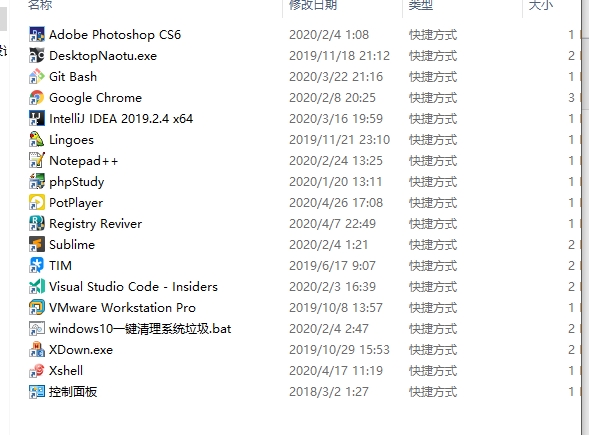 名称 修改日期 类型 大小
Adobe Photoshop CS6 2020/2/4 1:08 快捷方式 1
DesktopNaotu.exe 2019/11/18 21:12 快捷方式 2
Git Bash 2020/3/22 21:16 快捷方式 1
Google Chrome 2020/2/8 20:25 快捷方式 3
IntelliJ IDEA 2019.2.4 x64 2020/3/16 19:59 快捷方式 1
Lingoes 2019/11/21 23:10 快捷方式 1
Notepad++ 2020/2/24 13:25 快捷方式 1
phpStudy 2020/1/20 13:11 快捷方式 1
PotPlayer 2020/4/26 17:08 快捷方式 1
Registry Reviver 2020/4/7 22:49 快捷方式 1
Sublime 2020/2/4 1:21 快捷方式 2
TIM 2019/6/17 9:07 快捷方式 2
Visual Studio Code - Insiders 2020/2/3 16:39 快捷方式 2
VMware Workstation Pro 2019/10/8 13:57 快捷方式 2
windows10一键清理系统垃圾.bat 2020/2/4 2:47 快捷方式 2
XDown.exe 2019/10/29 15:53 快捷方式 2
Xshell 2020/4/17 11:19 快捷方式 1
控制面板 2018/3/2 1:27 快捷方式 1